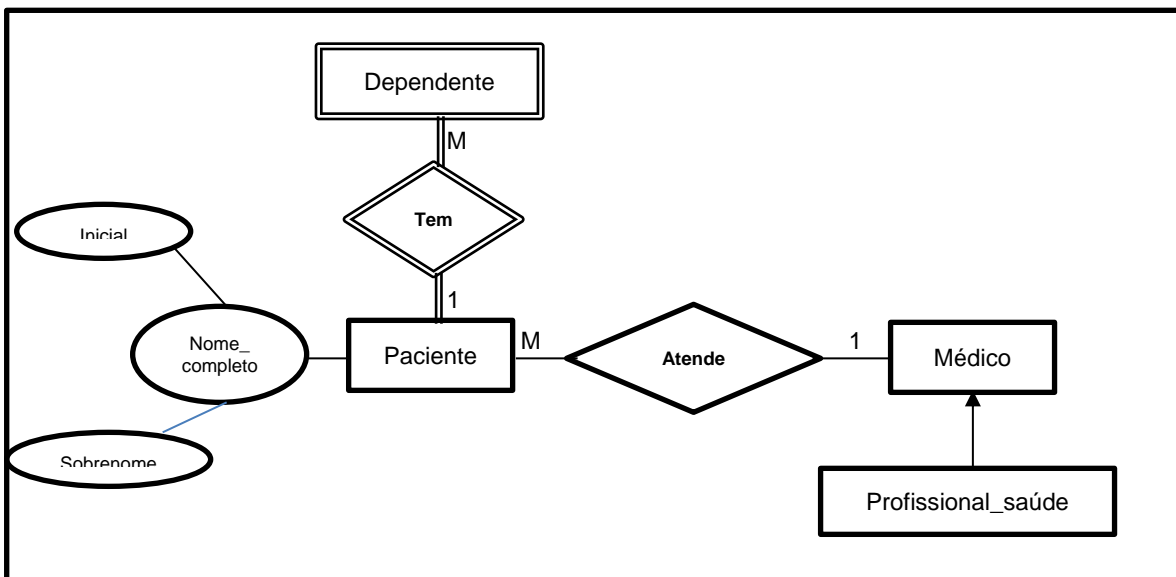 Dependente
M
Tem
Inicial
1
Nome_
completo
Paciente
M
Atende
1
Médico
Sobrenome
Profissional_saúde